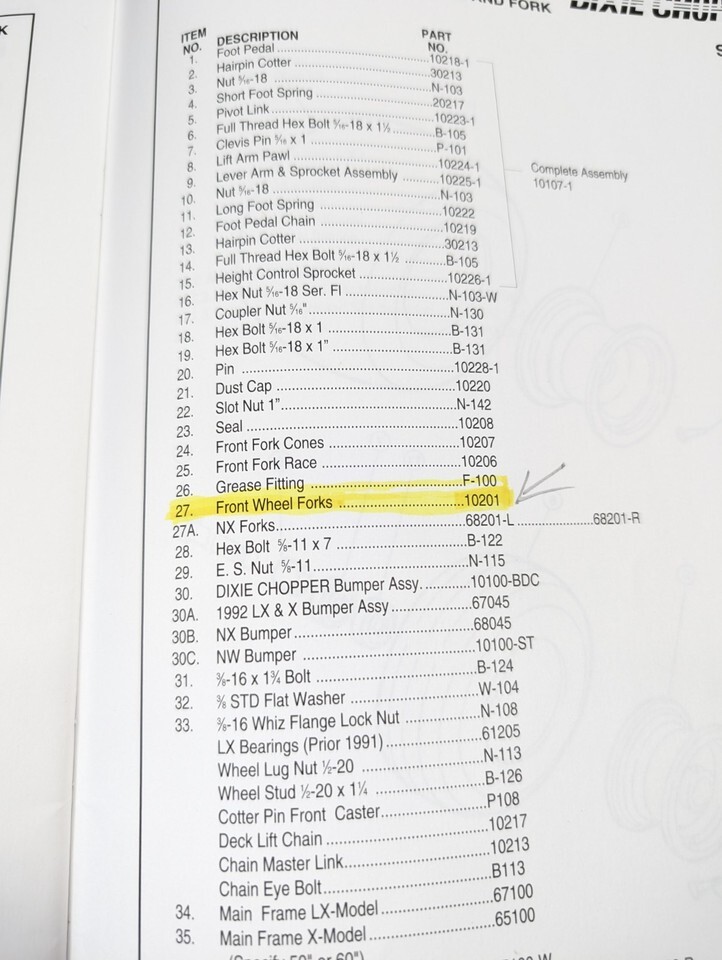 AND FORK DIXIE CHOP
ITEM NO. DESCRIPTION PART NO.
1. Foot Pedal 10218-1
2. Hairpin Cotter 30213
3. Nut 5/16-18 N-103
4. Short Foot Spring 20217
5. Pivot Link 10223-1
6. Full Thread Hex Bolt 5/16-18 x 1½ B-105
7. Clevis Pin 5/16 x 1 P-101
8. Lift Arm Pawl 10224-1
9. Lever Arm & Sprocket Assembly 10225-1
10. Nut 5/16-18 N-103
11. Long Foot Spring 10222
12. Foot Pedal Chain 10219
13. Hairpin Cotter 30213
14. Full Thread Hex Bolt 5/16-18 x 1½ B-105
15. Height Control Sprocket 10226-1
16. Hex Nut 5/16-18 Ser. Fl N-103-W
Complete Assembly
10107-1
17. Coupler Nut 5/16" N-130
18. Hex Bolt 5/16-18 x 1 B-131
19. Hex Bolt 5/16-18 x 1" B-131
20. Pin 10228-1
21. Dust Cap 10220
22. Slot Nut 1" N-142
23. Seal 10208
24. Front Fork Cones 10207
25. Front Fork Race 10206
26. Grease Fitting F-100
27. Front Wheel Forks 10201
27A. NX Forks 68201-L 68201-R
28. Hex Bolt ⅝-11 x 7 B-122
29. E. S. Nut ⅝-11 N-115
30. DIXIE CHOPPER Bumper Assy. 10100-BDC
30A. 1992 LX & X Bumper Assy 67045
30B. NX Bumper 68045
30C. NW Bumper 10100-ST
31. ⅜-16 x 1¾ Bolt B-124
32. ⅜ STD Flat Washer W-104
33. ⅜-16 Whiz Flange Lock Nut N-108
LX Bearings (Prior 1991) 61205
Wheel Lug Nut ½-20 N-113
Wheel Stud ½-20 x 1¼ B-126
Cotter Pin Front Caster P108
Deck Lift Chain 10217
Chain Master Link 10213
Chain Eye Bolt B113
34. Main Frame LX-Model 67100
35. Main Frame X-Model 65100